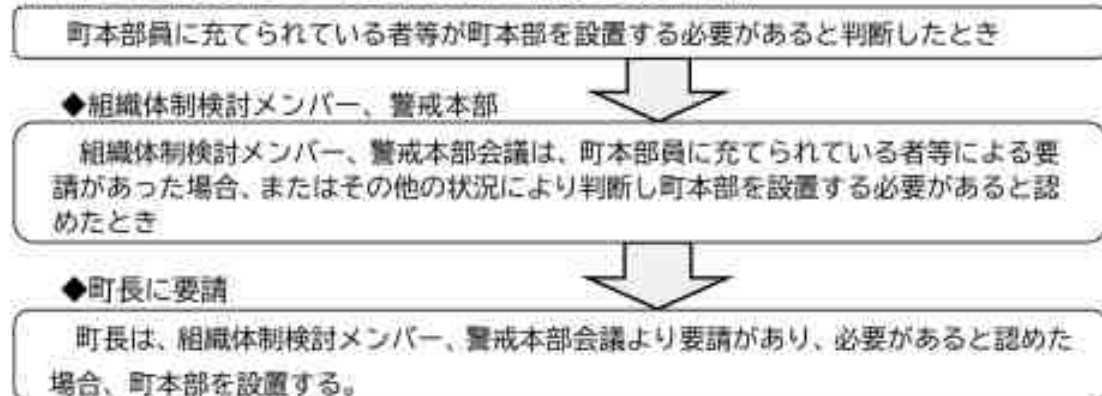 町本部員に充てられている者等が町本部を設置する必要があると判断したとき
◆組織体制検討メンバー、警戒本部
組織体制検討メンバー、警戒本部会議は、町本部員に充てられている者等による要
請があった場合、またはその他の状況により判断し町本部を設置する必要があると認
めたとき
◆町長に要請
町長は、組織体制検討メンバー、警戒本部会議より要請があり、必要があると認めた
場合、町本部を設置する。